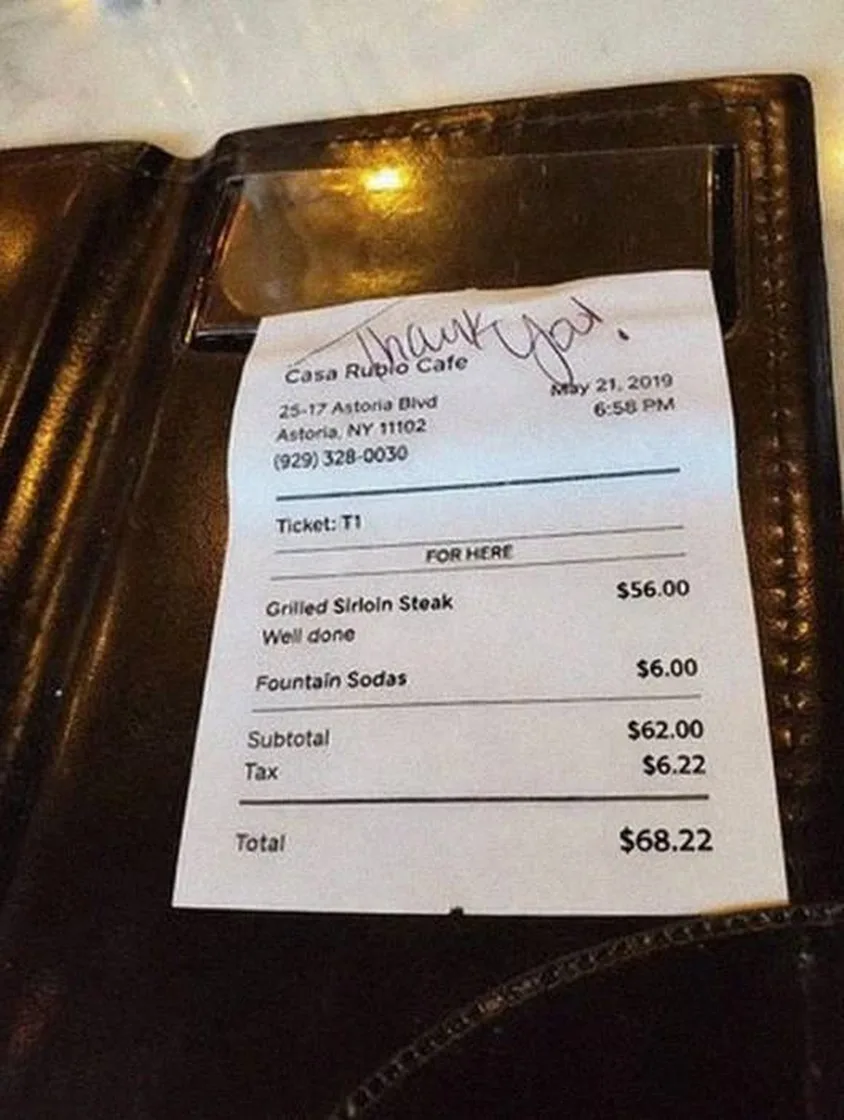 Thank you!
Casa Rubio Cafe
May 21, 2019
25-17 Astoria Blvd
6:58 PM
Astoria, NY 11102
(929) 328-0030
Ticket: T1
FOR HERE
Grilled Sirloin Steak $56.00
Well done
Fountain Sodas $6.00
Subtotal $62.00
Tax $6.22
Total $68.22